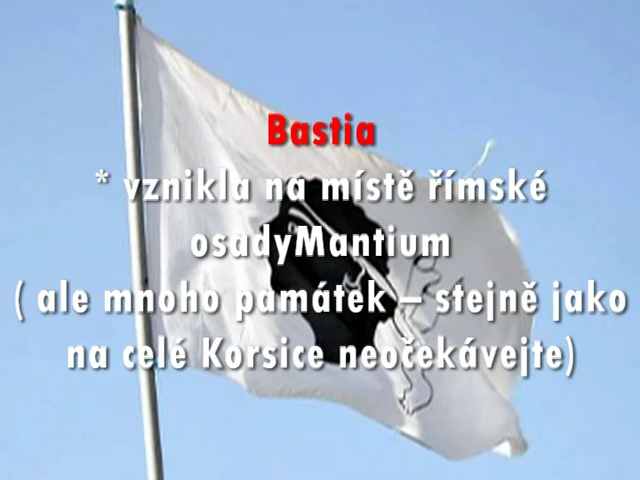 Bastia
* vznikla na místě římské
osadyMantium
( ale mnoho památek – stejně jako
na celé Korsice neočekávejte)